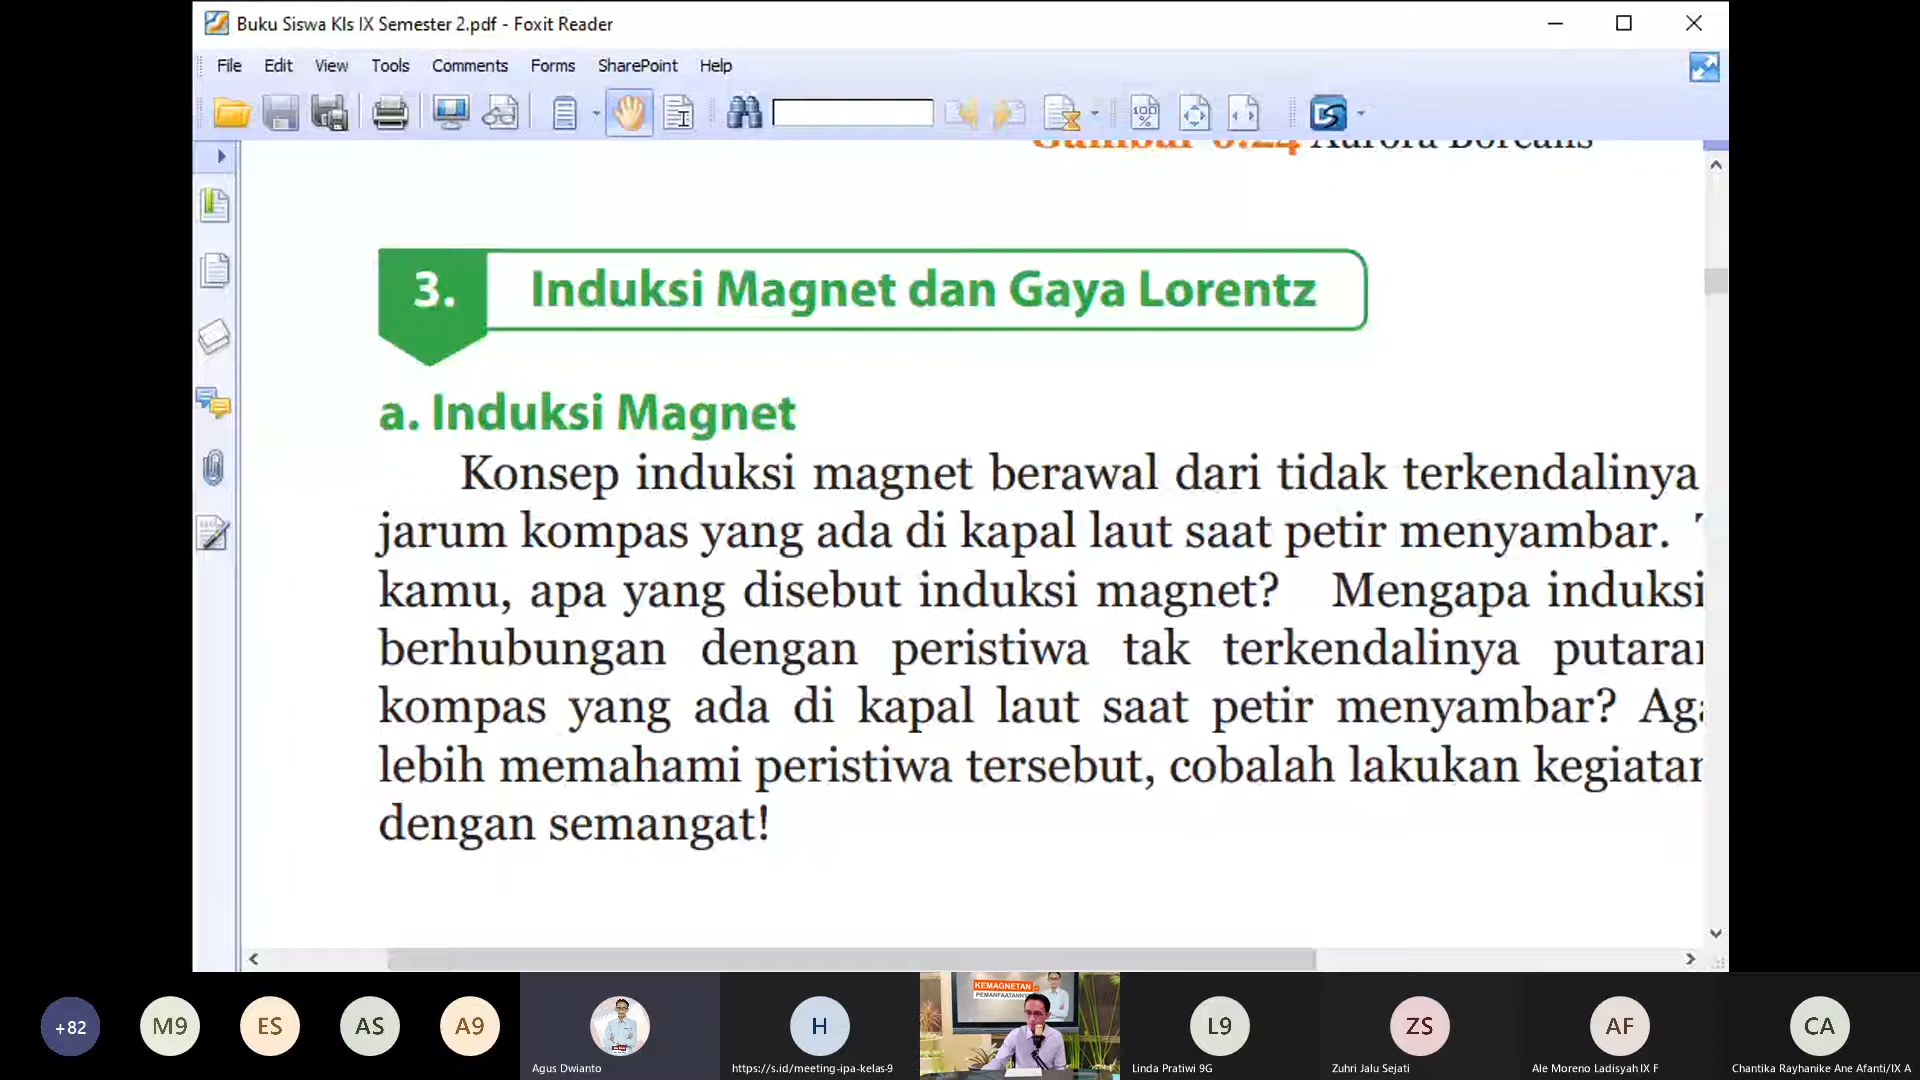 Buku Siswa Kls IX Semester 2.pdf - Foxit Reader
File Edit View Tools Comments Forms SharePoint Help
Gambar 6.24 Aurora Borealis
3. Induksi Magnet dan Gaya Lorentz
a. Induksi Magnet
Konsep induksi magnet berawal dari tidak terkendalinya
jarum kompas yang ada di kapal laut saat petir menyambar.
kamu, apa yang disebut induksi magnet? Mengapa induksi
berhubungan dengan peristiwa tak terkendalinya
kompas yang ada di kapal laut saat petir menyambar?
lebih memahami peristiwa tersebut, cobalah lakukan
dengan semangat!
+82 M9 ES AS A9 H L9 ZS AF CA
KEMAGNETAN
Agus Dwianto https://s.id/meeting-ipa-kelas-9 Linda Pratiwi 9G Zuhri Jalu Sejati Ale Moreno Ladisyah IX F Chantika Rayhanike Ane Afanti/IX A